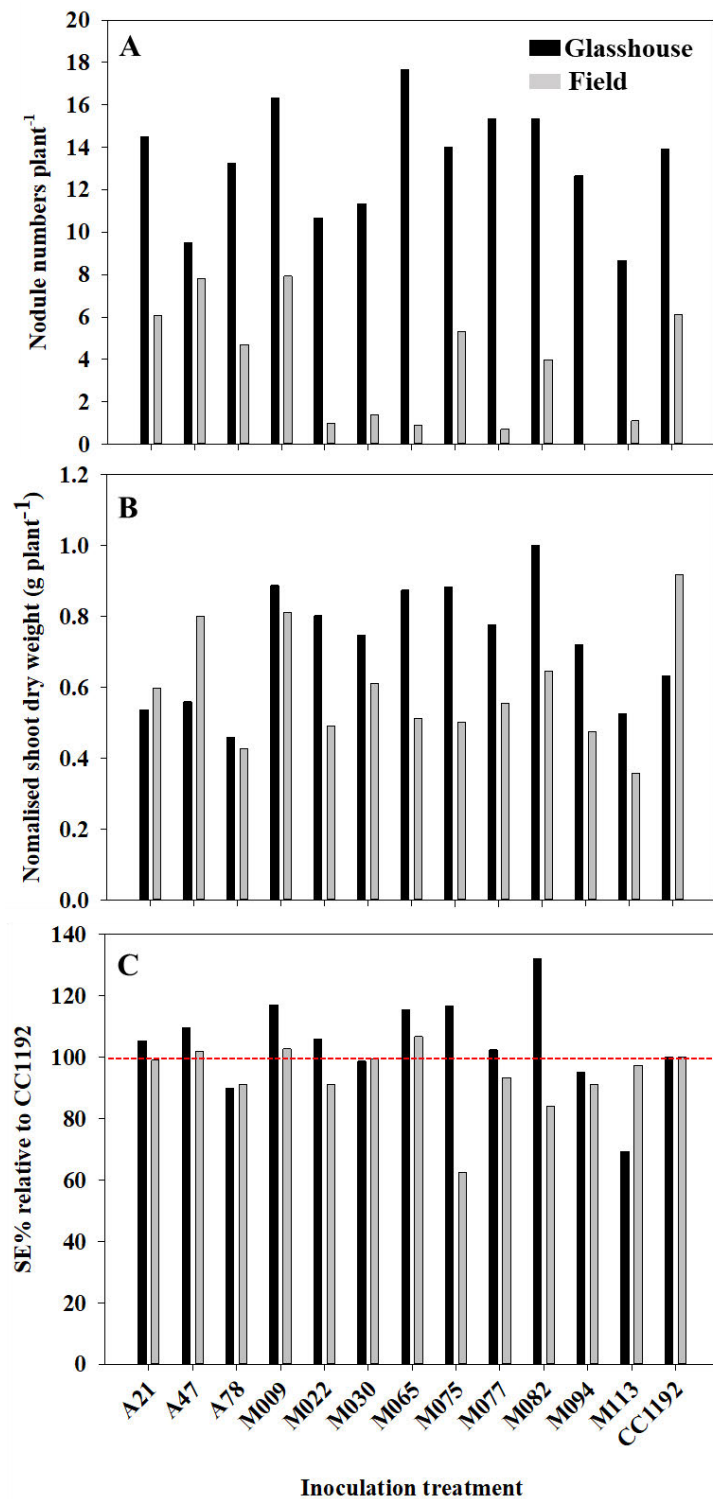 A
Glasshouse
Field
20
18
16
14
12
10
8
6
4
2
0
Nodule numbers plant⁻¹
B
1.2
1.0
0.8
0.6
0.4
0.2
0.0
Nomalised shoot dry weight (g plant⁻¹)
C
140
120
100
80
60
40
20
0
SE% relative to CC1192
A21
A47
A78
M009
M022
M030
M065
M075
M077
M082
M094
M113
CC1192
Inoculation treatment